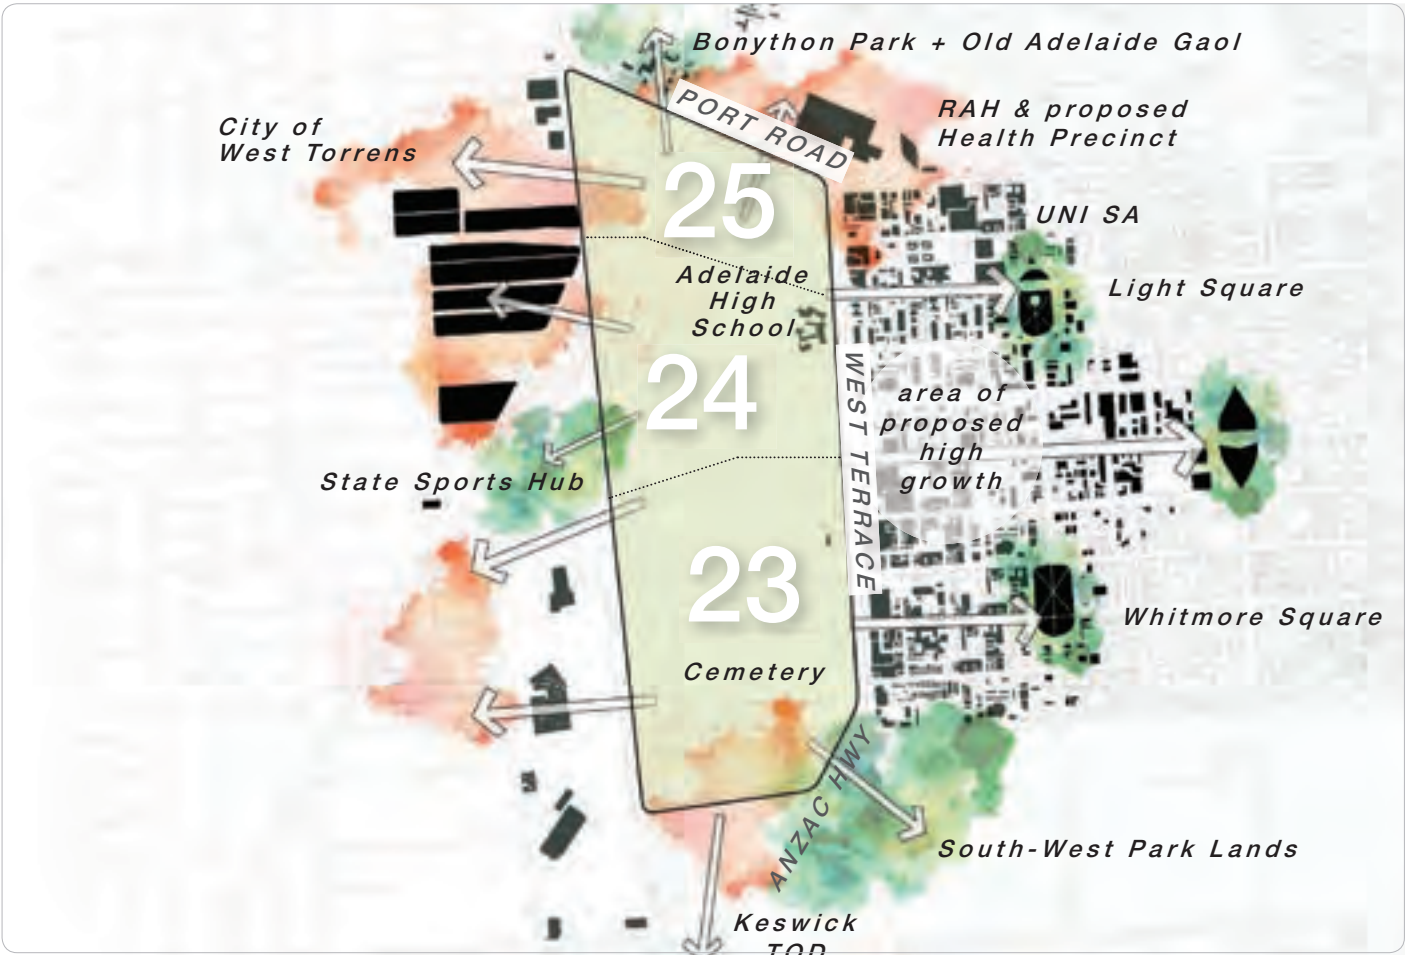 Bonython Park + Old Adelaide Gaol
PORT ROAD
City of
West Torrens
RAH & proposed
Health Precinct
25
UNI SA
Adelaide
High
School
Light Square
24
WEST TERRACE
area of
proposed
high
growth
State Sports Hub
23
Whitmore Square
Cemetery
ANZAC HWY
South-West Park Lands
Keswick
TOD